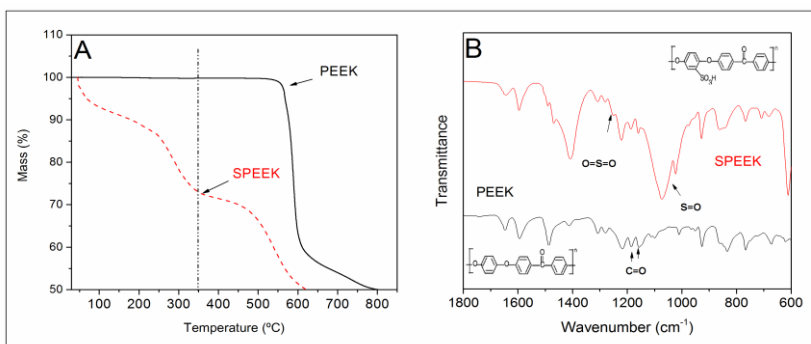 A
PEEK
SPEEK
Mass (%)
110
100
90
80
70
60
50
100 200 300 400 500 600 700 800
Temperature (ºC)
B
O
[O O C ]n
SO₃H
O=S=O
SPEEK
S=O
PEEK
O
[O O C ]n
C=O
Transmittance
1800 1600 1400 1200 1000 800 600
Wavenumber (cm⁻¹)